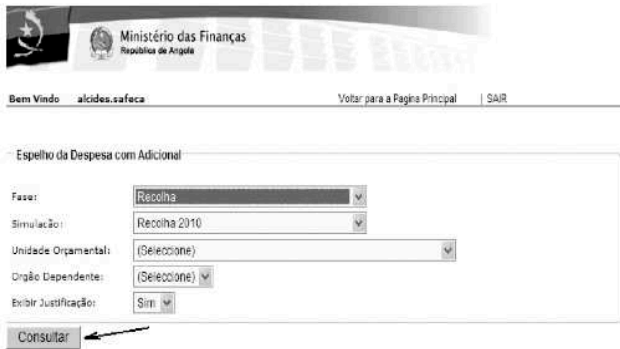 Ministério das Finanças
República de Angola
Bem Vindo alcides.safeca Voltar para a Pagina Principal | SAIR
Espelho da Despesa com Adicional
Fase: Recolha
Simulacão: Recolha 2010
Unidade Orçamental: (Seleccione)
Orgão Dependente: (Seleccione)
Exibir Justificação: Sim
Consultar